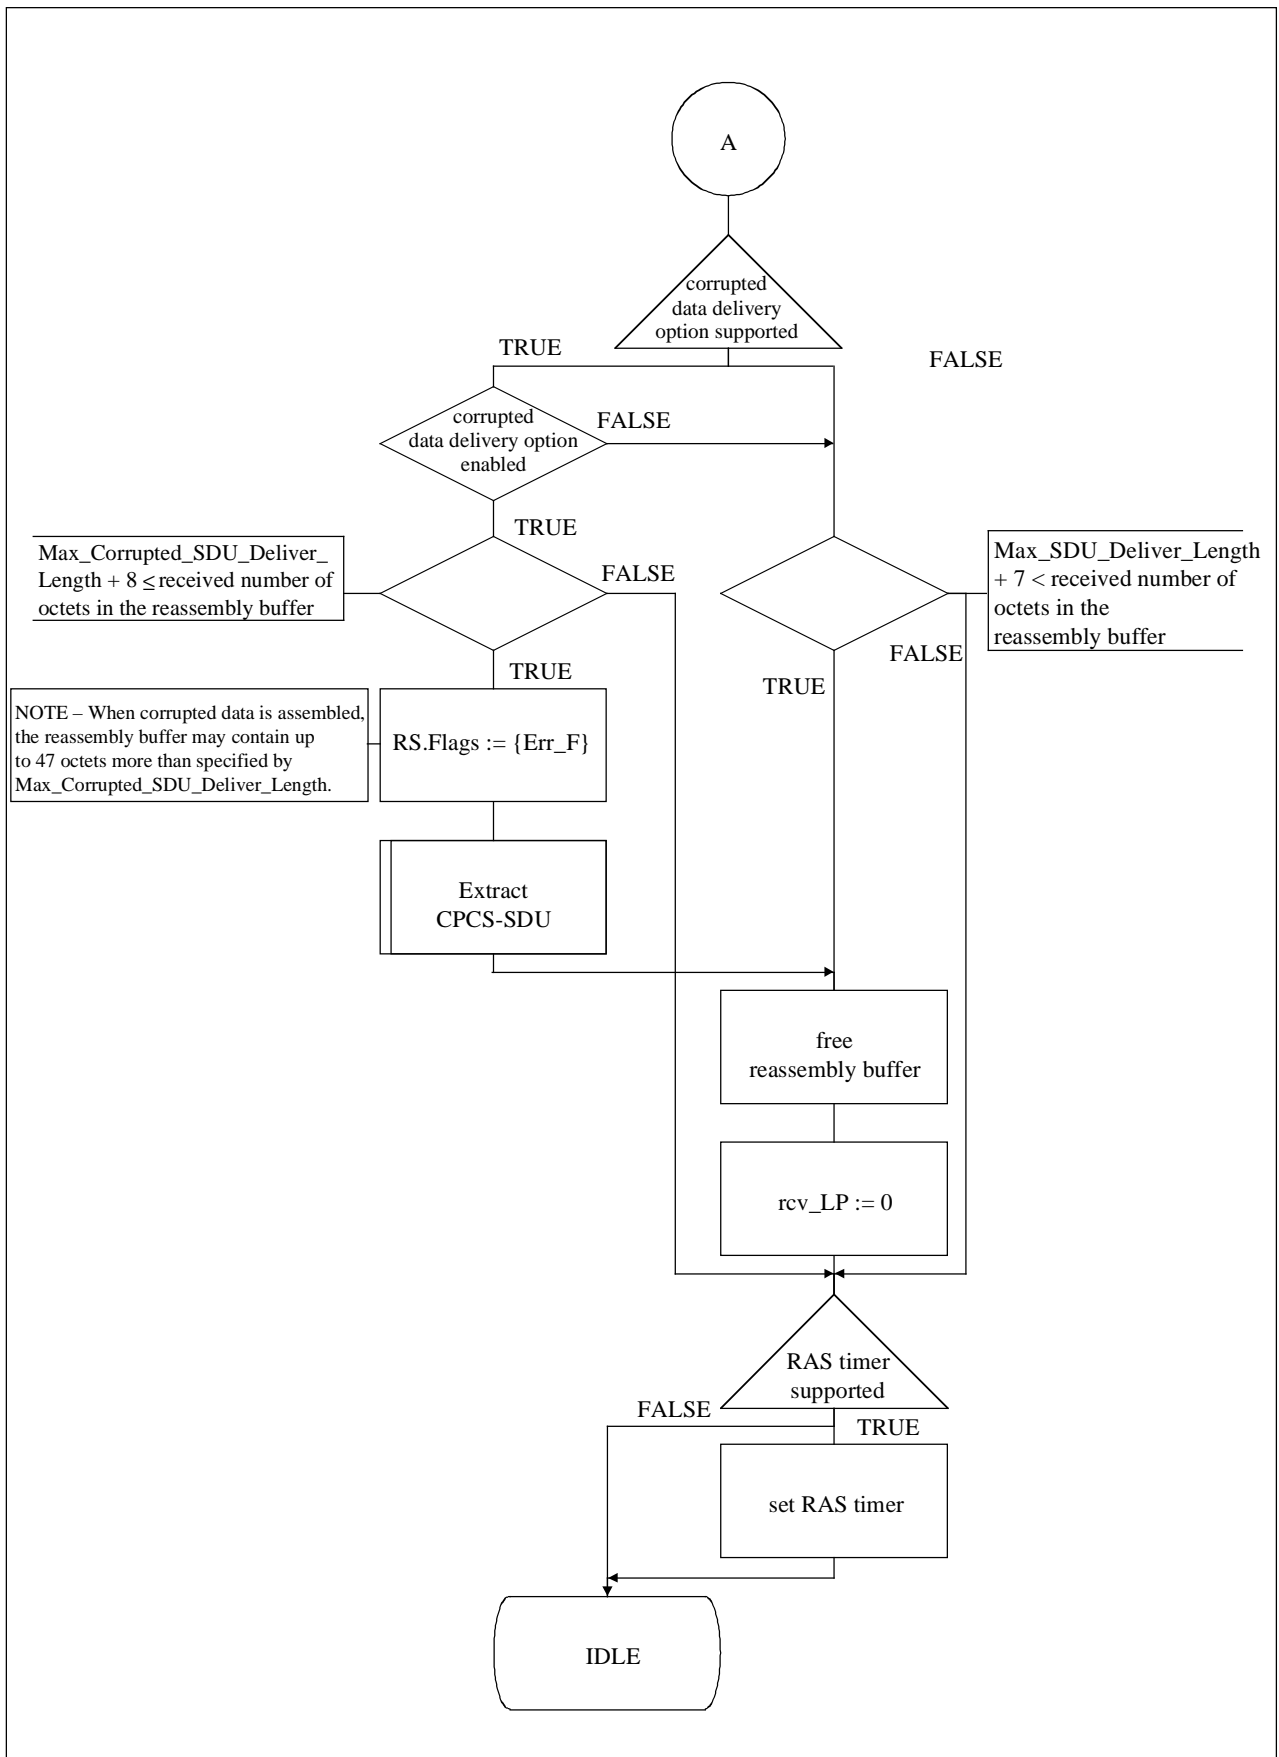 A
corrupted
data delivery
option supported
TRUE
FALSE
corrupted
data delivery option
enabled
FALSE
TRUE
Max_Corrupted_SDU_Deliver_
Length + 8 ≤ received number of
octets in the reassembly buffer
FALSE
Max_SDU_Deliver_Length
+ 7 < received number of
octets in the
reassembly buffer
FALSE
TRUE
TRUE
NOTE – When corrupted data is assembled,
the reassembly buffer may contain up
to 47 octets more than specified by
Max_Corrupted_SDU_Deliver_Length.
RS.Flags := {Err_F}
Extract
CPCS-SDU
free
reassembly buffer
rcv_LP := 0
RAS timer
supported
FALSE
TRUE
set RAS timer
IDLE